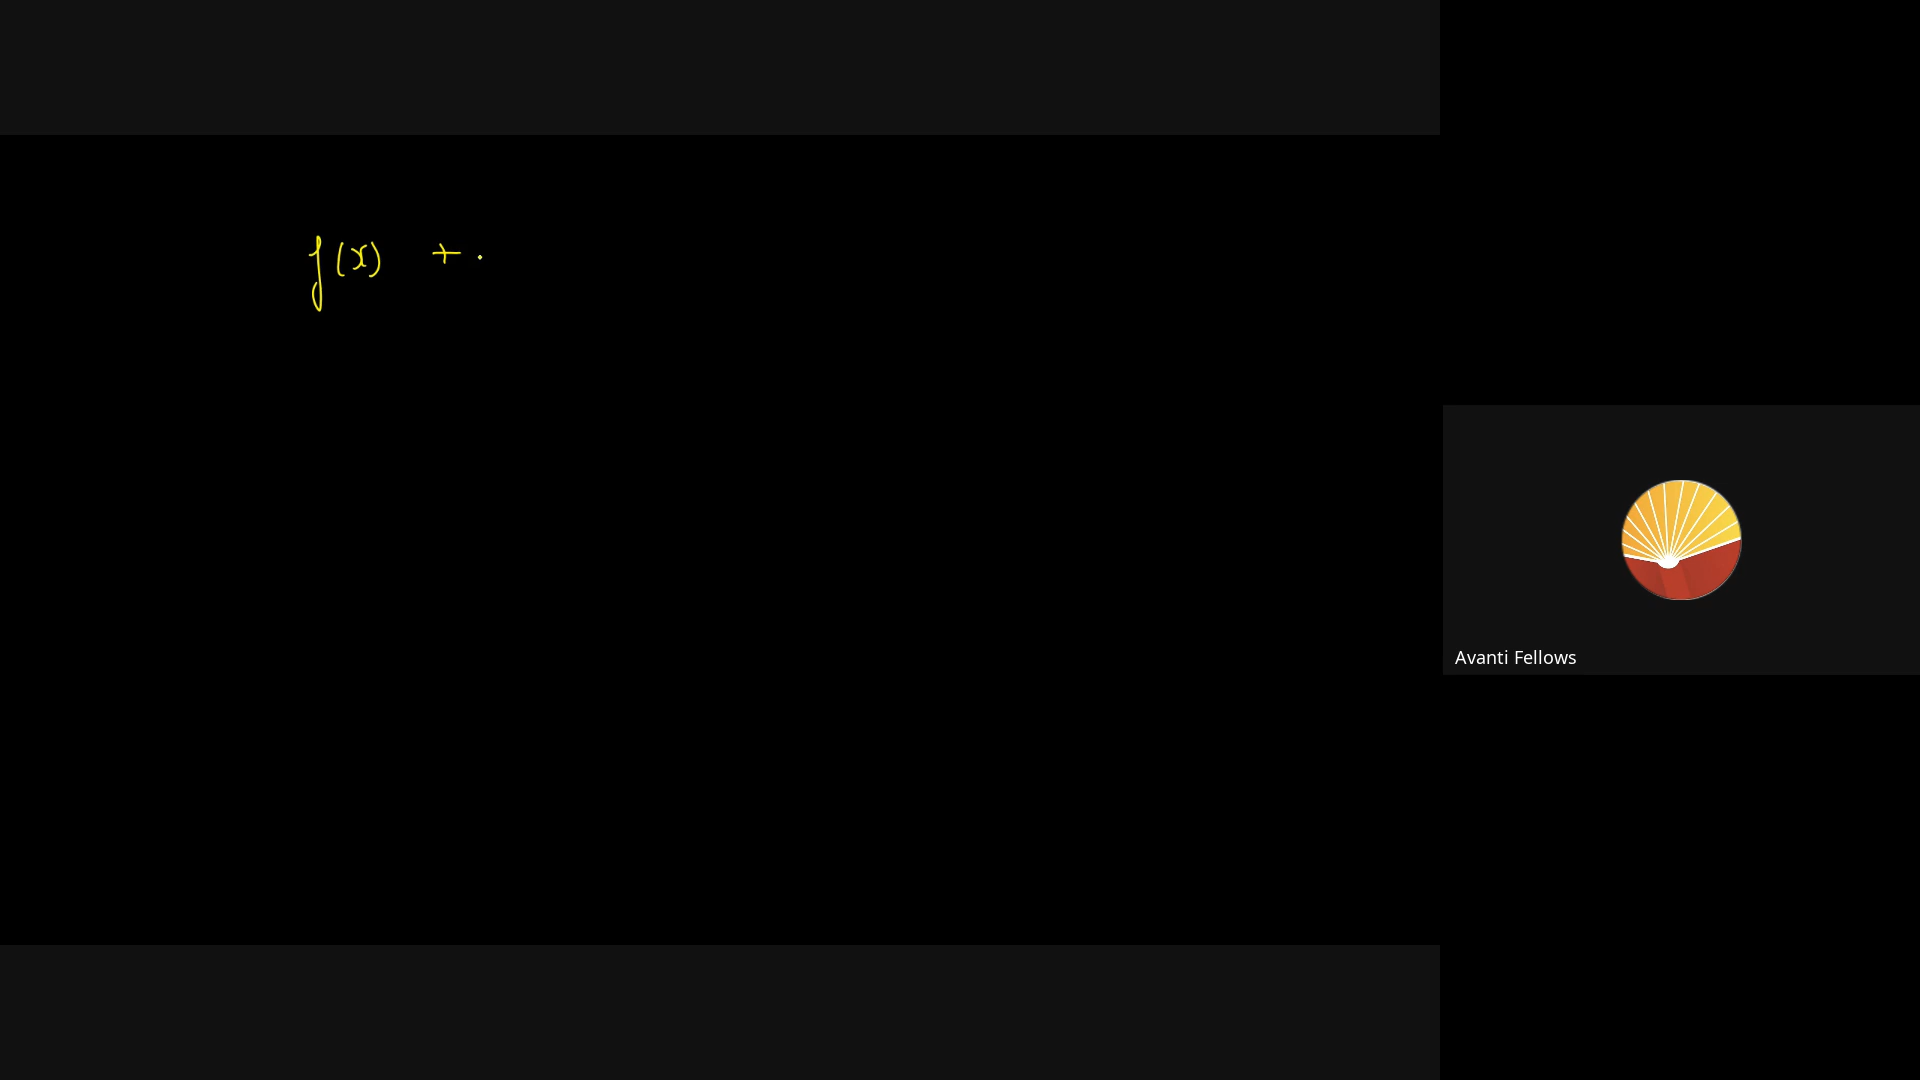 f(x) + .
Avanti Fellows